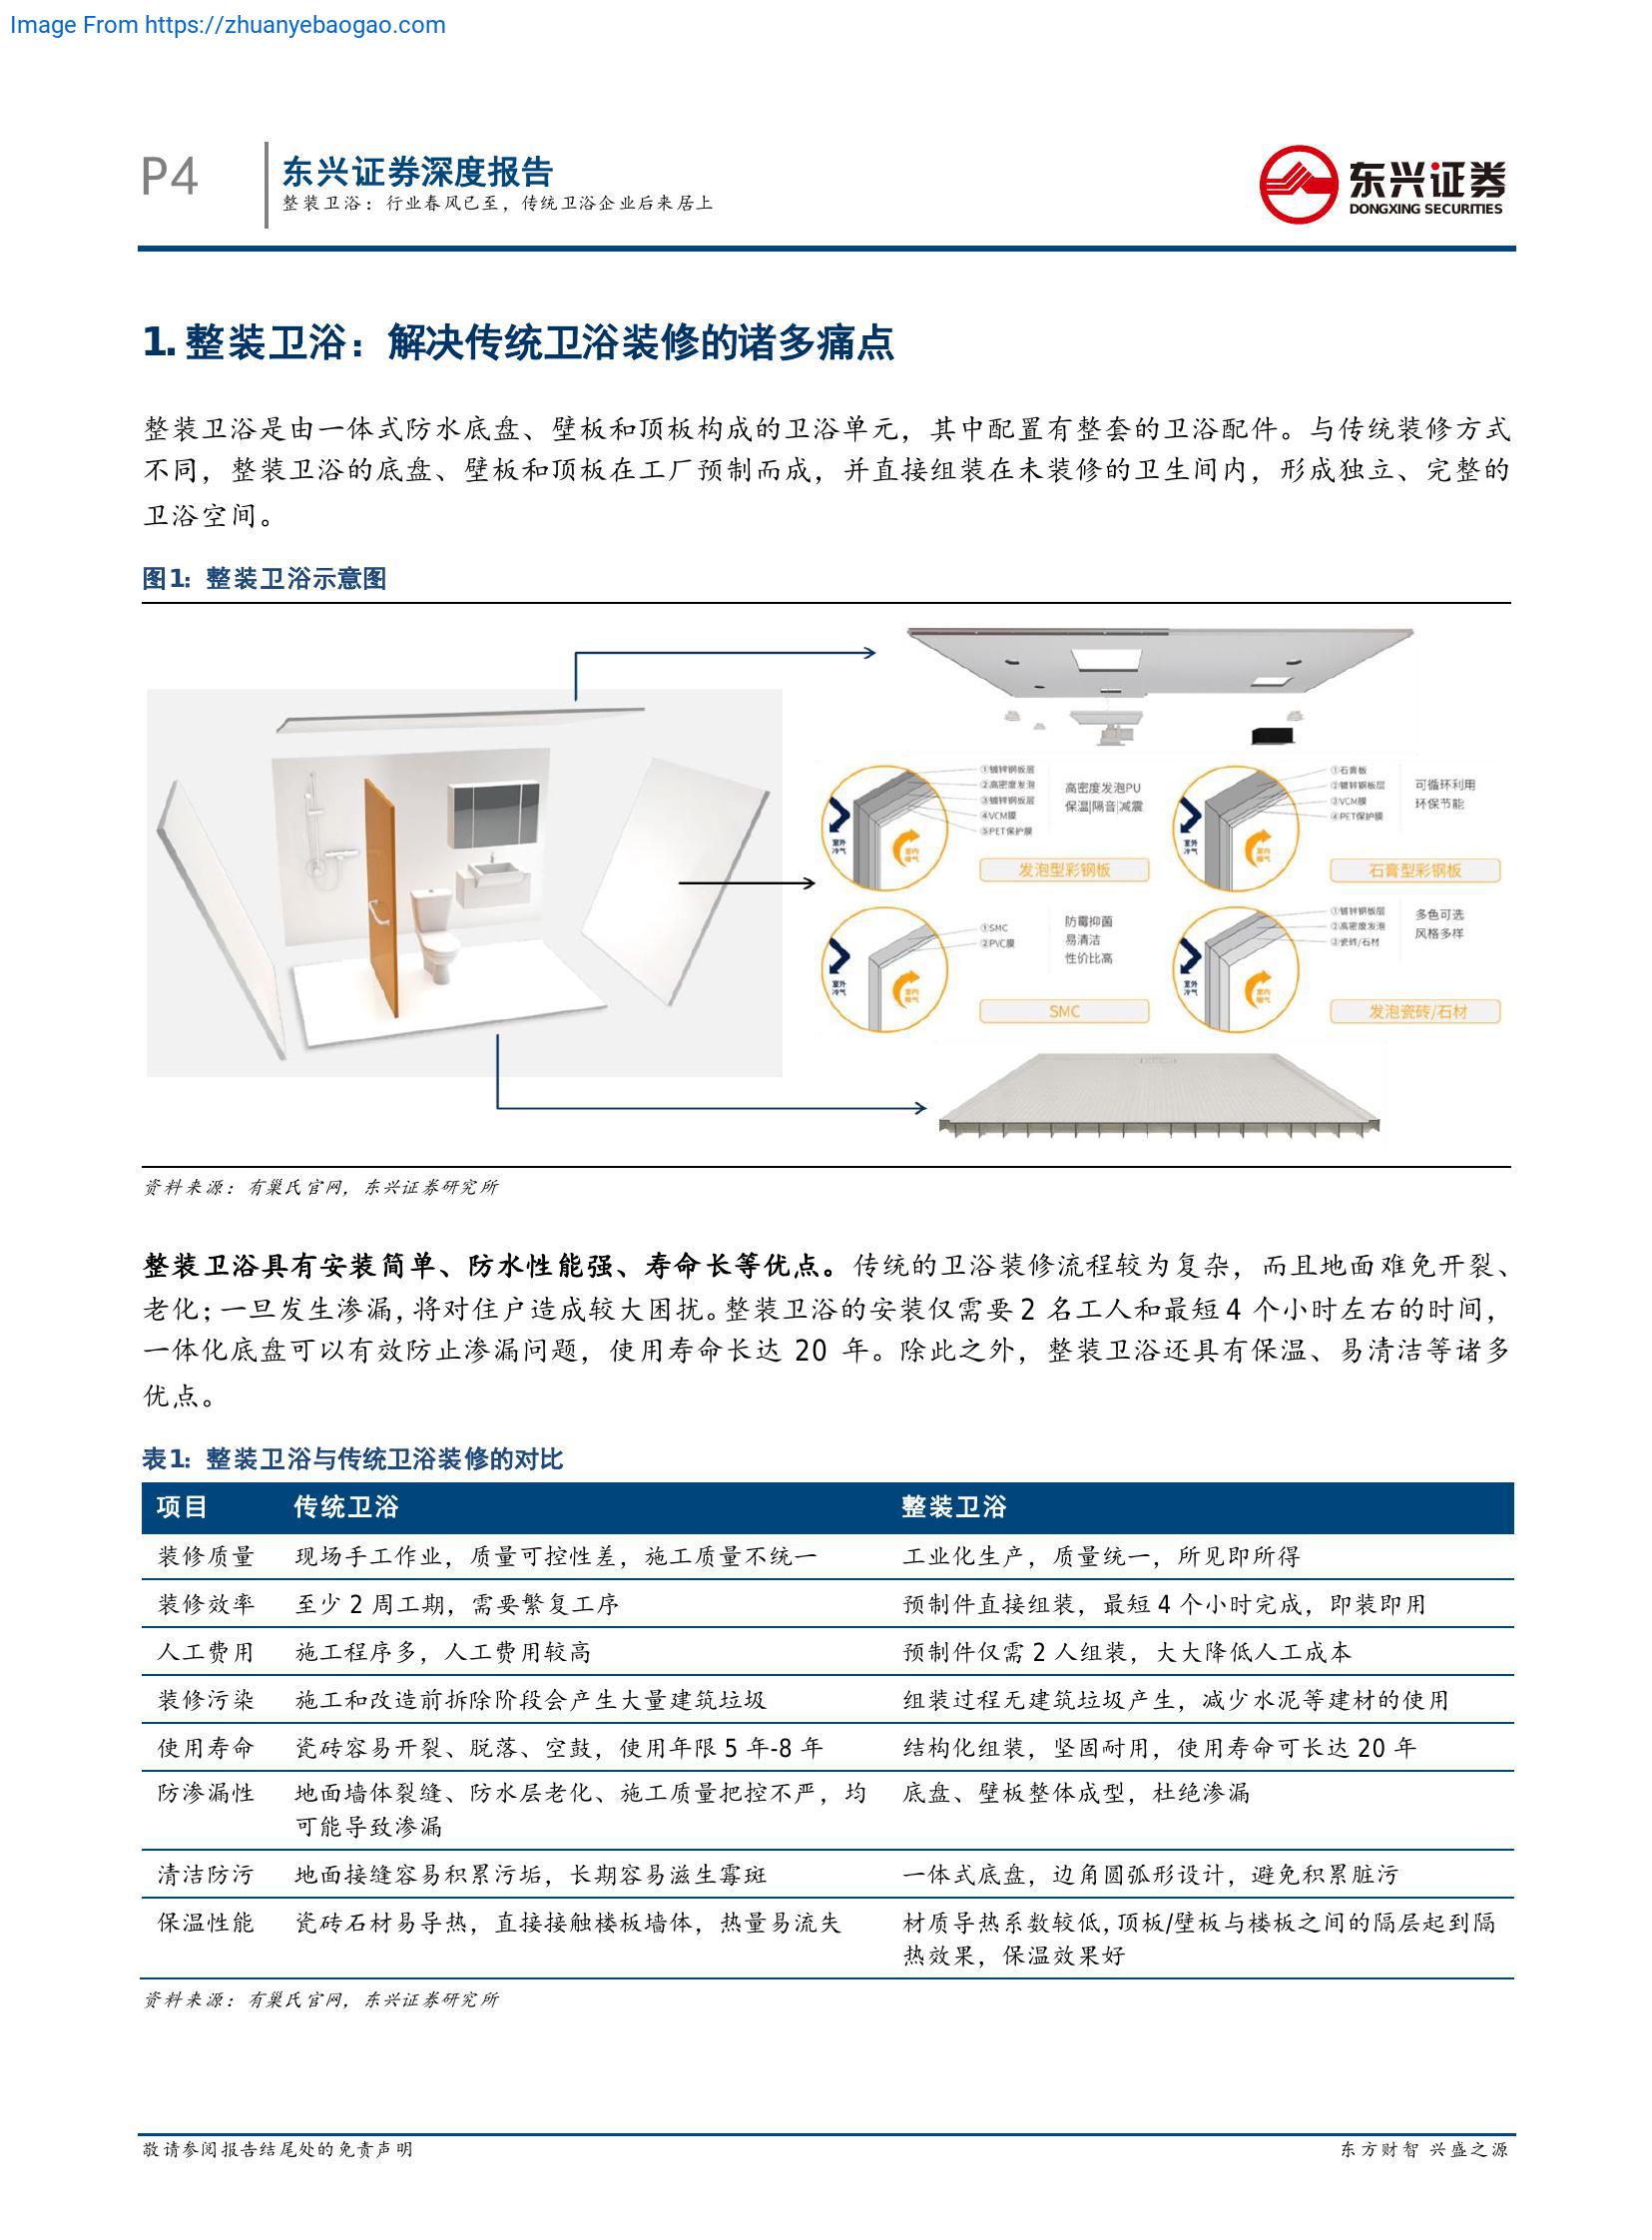 Image From https://zhuanyebaogao.com
P4
东兴证券深度报告
整装卫浴：行业春风已至，传统卫浴企业后来居上
东兴证券
DONGXING SECURITIES
1. 整装卫浴：解决传统卫浴装修的诸多痛点
整装卫浴是由一体式防水底盘、壁板和顶板构成的卫浴单元，其中配置有整套的卫浴配件。与传统装修方式
不同，整装卫浴的底盘、壁板和顶板在工厂预制而成，并直接组装在未装修的卫生间内，形成独立、完整的
卫浴空间。
图1：整装卫浴示意图
①镀锌钢板层
②高密度发泡
③镀锌钢板层
④VCM膜
⑤PET保护膜
高密度发泡PU
保温|隔音|减震
室外
冷气
室内
暖气
发泡型彩钢板
①石膏板
②镀锌钢板层
③VCM膜
④PET保护膜
可循环利用
环保节能
室外
冷气
室内
暖气
石膏型彩钢板
①SMC
②PVC膜
防霉抑菌
易清洁
性价比高
室外
冷气
室内
暖气
SMC
①镀锌钢板层
②高密度发泡
③瓷砖/石材
多色可选
风格多样
室外
冷气
室内
暖气
发泡瓷砖/石材
资料来源：有巢氏官网，东兴证券研究所
整装卫浴具有安装简单、防水性能强、寿命长等优点。传统的卫浴装修流程较为复杂，而且地面难免开裂、
老化；一旦发生渗漏，将对住户造成较大困扰。整装卫浴的安装仅需要 2 名工人和最短 4 个小时左右的时间，
一体化底盘可以有效防止渗漏问题，使用寿命长达 20 年。除此之外，整装卫浴还具有保温、易清洁等诸多
优点。
表1：整装卫浴与传统卫浴装修的对比
项目 传统卫浴 整装卫浴
装修质量 现场手工作业，质量可控性差，施工质量不统一 工业化生产，质量统一，所见即所得
装修效率 至少 2 周工期，需要繁复工序 预制件直接组装，最短 4 个小时完成，即装即用
人工费用 施工程序多，人工费用较高 预制件仅需 2 人组装，大大降低人工成本
装修污染 施工和改造前拆除阶段会产生大量建筑垃圾 组装过程无建筑垃圾产生，减少水泥等建材的使用
使用寿命 瓷砖容易开裂、脱落、空鼓，使用年限 5 年-8 年 结构化组装，坚固耐用，使用寿命可长达 20 年
防渗漏性 地面墙体裂缝、防水层老化、施工质量把控不严，均 底盘、壁板整体成型，杜绝渗漏
可能导致渗漏
清洁防污 地面接缝容易积累污垢，长期容易滋生霉斑 一体式底盘，边角圆弧形设计，避免积累脏污
保温性能 瓷砖石材易导热，直接接触楼板墙体，热量易流失 材质导热系数较低，顶板/壁板与楼板之间的隔层起到隔
热效果，保温效果好
资料来源：有巢氏官网，东兴证券研究所
敬请参阅报告结尾处的免责声明 东方财智 兴盛之源